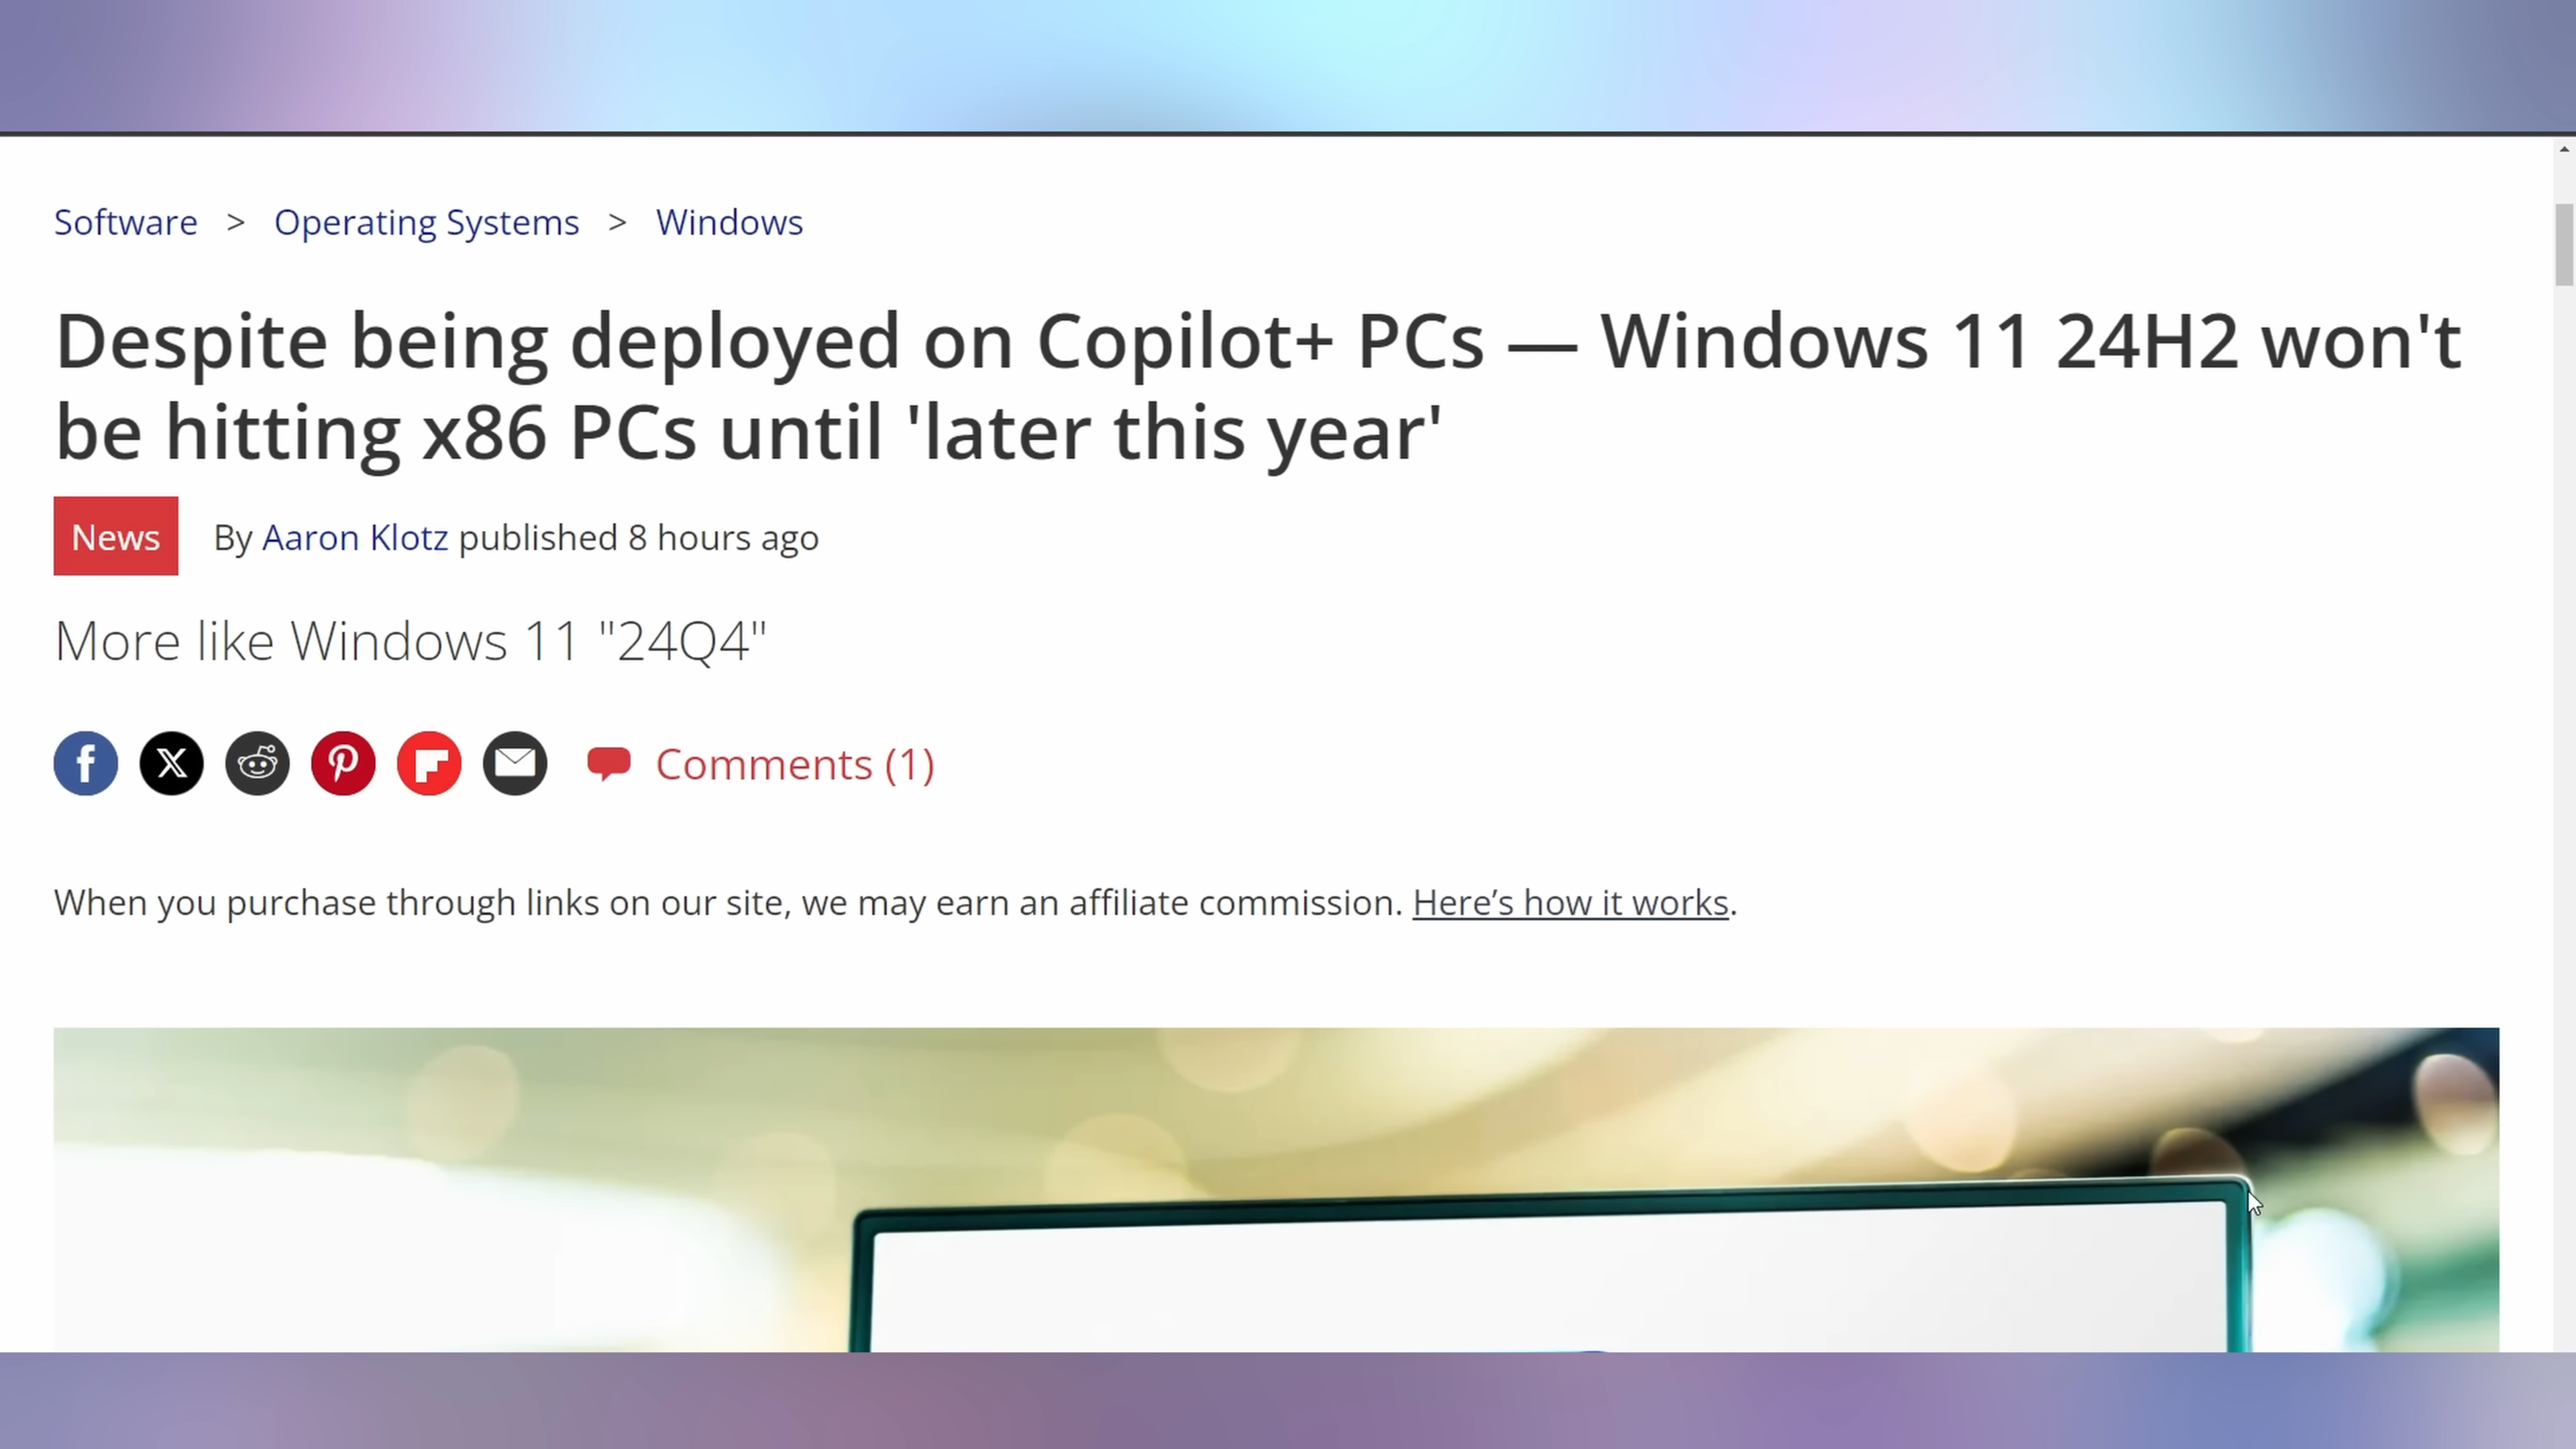 Software > Operating Systems > Windows
Despite being deployed on Copilot+ PCs — Windows 11 24H2 won't
be hitting x86 PCs until 'later this year'
News By Aaron Klotz published 8 hours ago
More like Windows 11 "24Q4"
Comments (1)
When you purchase through links on our site, we may earn an affiliate commission. Here’s how it works.